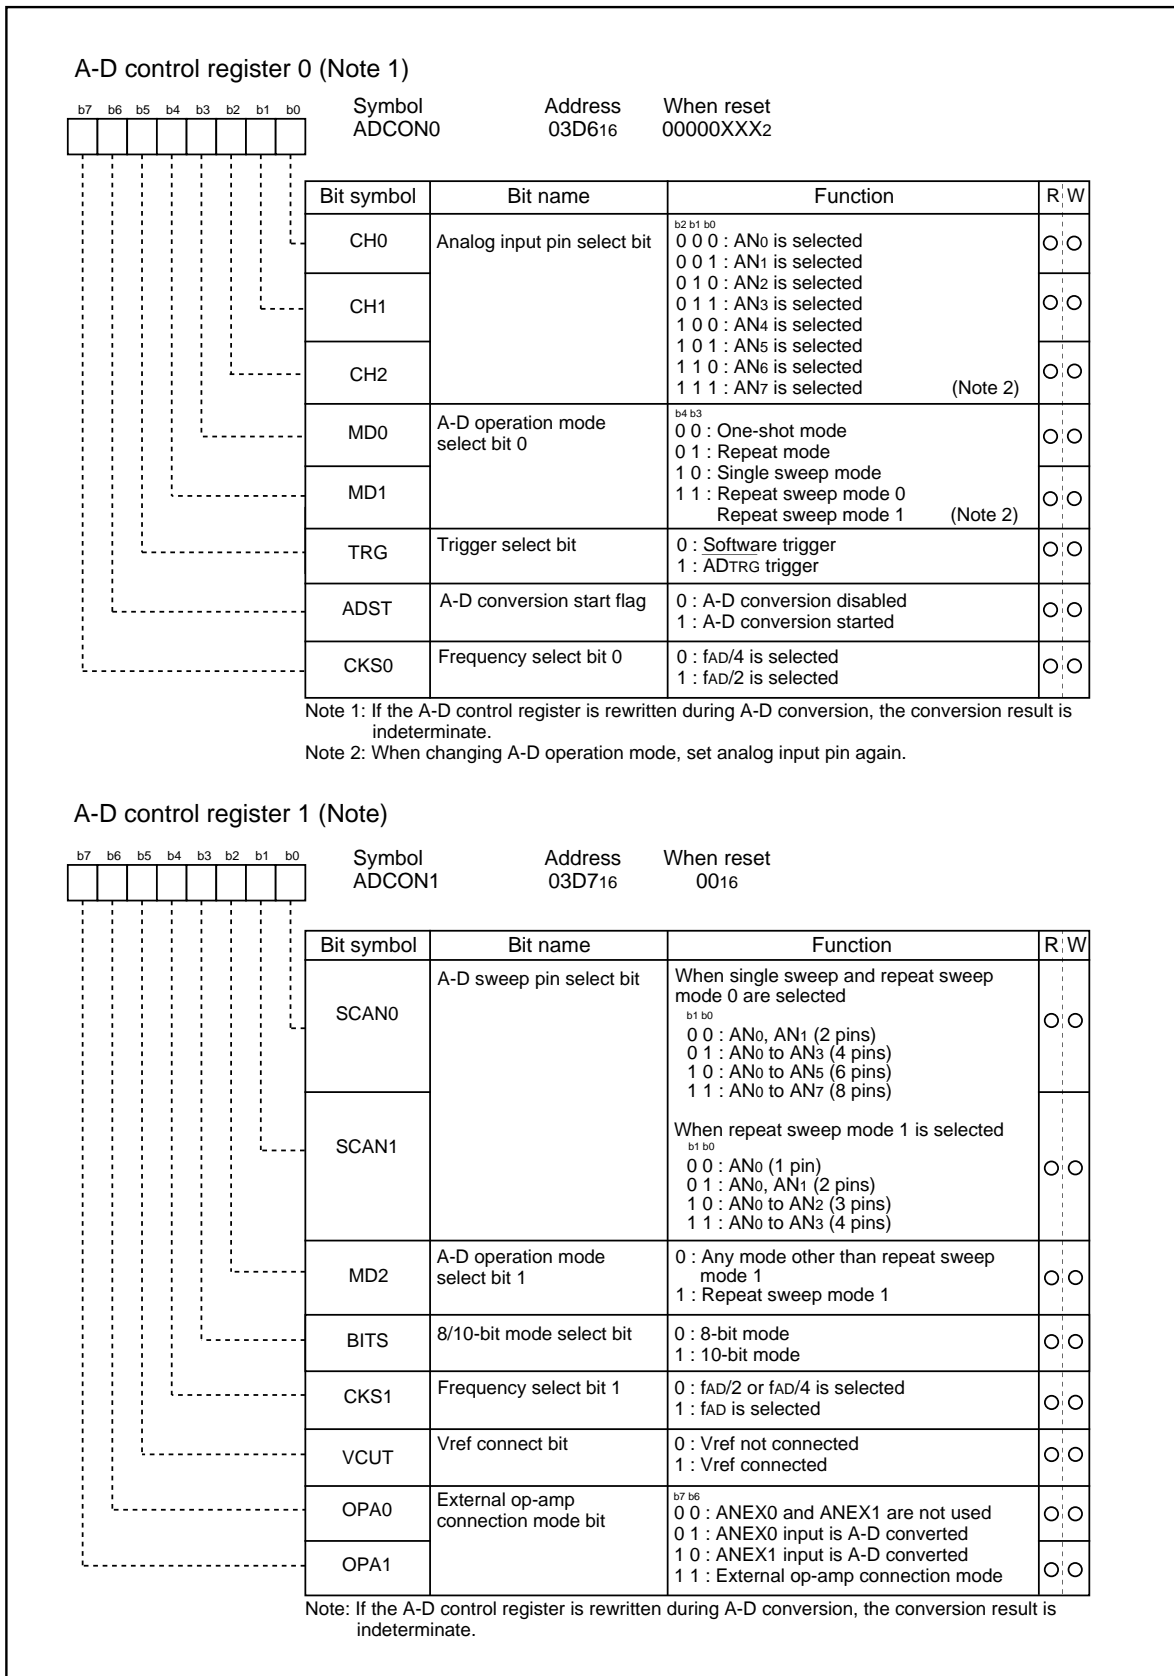 A-D control register 0 (Note 1)
b7 b6 b5 b4 b3 b2 b1 b0
Symbol Address When reset
ADCON0 03D616 00000XXX2
Bit symbol Bit name Function R W
CH0 Analog input pin select bit
b2 b1 b0
0 0 0 : AN0 is selected
0 0 1 : AN1 is selected
0 1 0 : AN2 is selected
CH1
0 1 1 : AN3 is selected
1 0 0 : AN4 is selected
1 0 1 : AN5 is selected
CH2
1 1 0 : AN6 is selected
1 1 1 : AN7 is selected (Note 2)
MD0 A-D operation mode
select bit 0
b4 b3
0 0 : One-shot mode
0 1 : Repeat mode
MD1
1 0 : Single sweep mode
1 1 : Repeat sweep mode 0
Repeat sweep mode 1 (Note 2)
TRG Trigger select bit
0 : Software trigger
1 : ADTRG trigger
ADST A-D conversion start flag
0 : A-D conversion disabled
1 : A-D conversion started
CKS0 Frequency select bit 0
0 : fAD/4 is selected
1 : fAD/2 is selected
Note 1: If the A-D control register is rewritten during A-D conversion, the conversion result is
indeterminate.
Note 2: When changing A-D operation mode, set analog input pin again.
A-D control register 1 (Note)
b7 b6 b5 b4 b3 b2 b1 b0
Symbol Address When reset
ADCON1 03D716 0016
Bit symbol Bit name Function R W
SCAN0 A-D sweep pin select bit
When single sweep and repeat sweep
mode 0 are selected
b1 b0
0 0 : AN0, AN1 (2 pins)
0 1 : AN0 to AN3 (4 pins)
1 0 : AN0 to AN5 (6 pins)
1 1 : AN0 to AN7 (8 pins)
SCAN1
When repeat sweep mode 1 is selected
b1 b0
0 0 : AN0 (1 pin)
0 1 : AN0, AN1 (2 pins)
1 0 : AN0 to AN2 (3 pins)
1 1 : AN0 to AN3 (4 pins)
MD2 A-D operation mode
select bit 1
0 : Any mode other than repeat sweep
mode 1
1 : Repeat sweep mode 1
BITS 8/10-bit mode select bit
0 : 8-bit mode
1 : 10-bit mode
CKS1 Frequency select bit 1
0 : fAD/2 or fAD/4 is selected
1 : fAD is selected
VCUT Vref connect bit
0 : Vref not connected
1 : Vref connected
OPA0 External op-amp
connection mode bit
b7 b6
0 0 : ANEX0 and ANEX1 are not used
0 1 : ANEX0 input is A-D converted
OPA1
1 0 : ANEX1 input is A-D converted
1 1 : External op-amp connection mode
Note: If the A-D control register is rewritten during A-D conversion, the conversion result is
indeterminate.